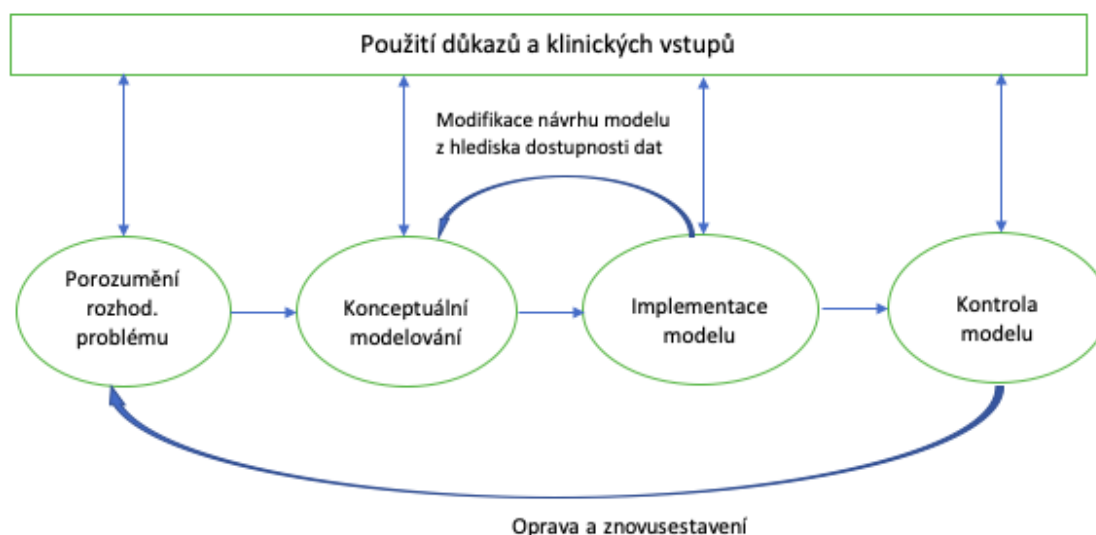 Použití důkazů a klinických vstupů
Modifikace návrhu modelu
z hlediska dostupnosti dat
Porozumění
rozhod.
problému
Konceptuální
modelování
Implementace
modelu
Kontrola
modelu
Oprava a znovusestavení